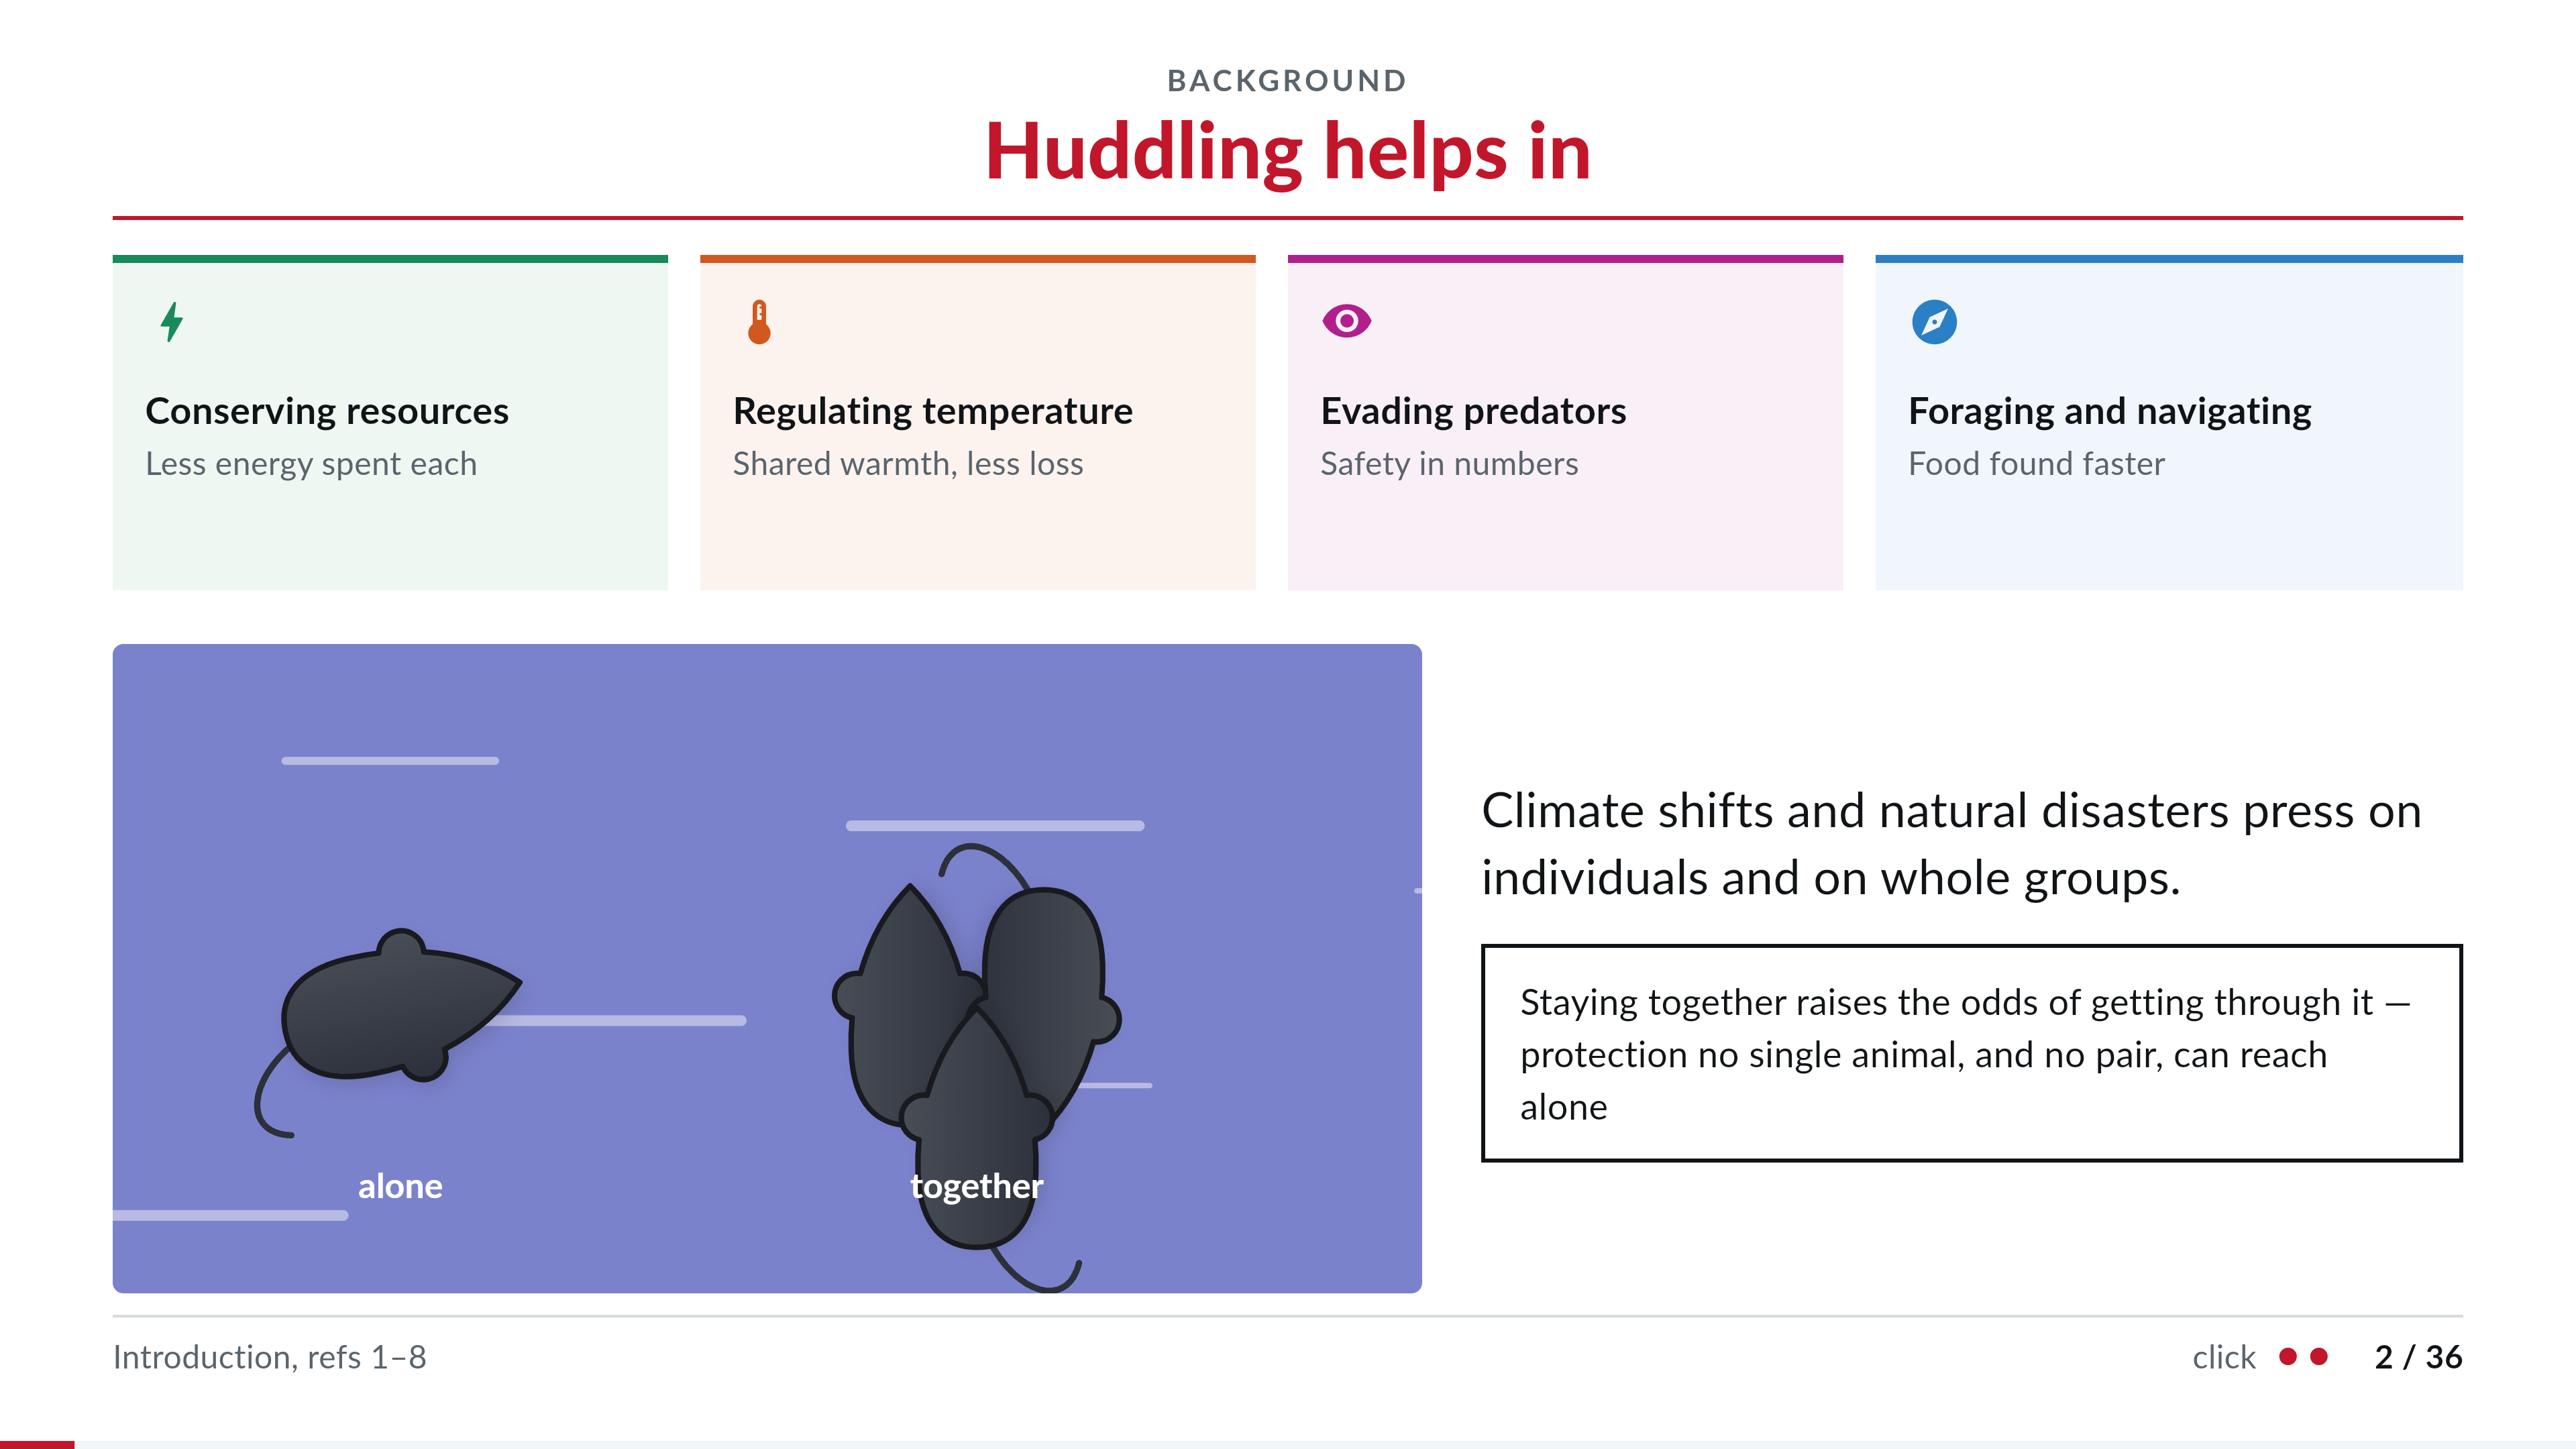 BACKGROUND
Huddling helps in
Conserving resources
Less energy spent each
Regulating temperature
Shared warmth, less loss
Evading predators
Safety in numbers
Foraging and navigating
Food found faster
alone
together
Climate shifts and natural disasters press on
individuals and on whole groups.
Staying together raises the odds of getting through it —
protection no single animal, and no pair, can reach
alone
Introduction, refs 1–8
click
2 / 36